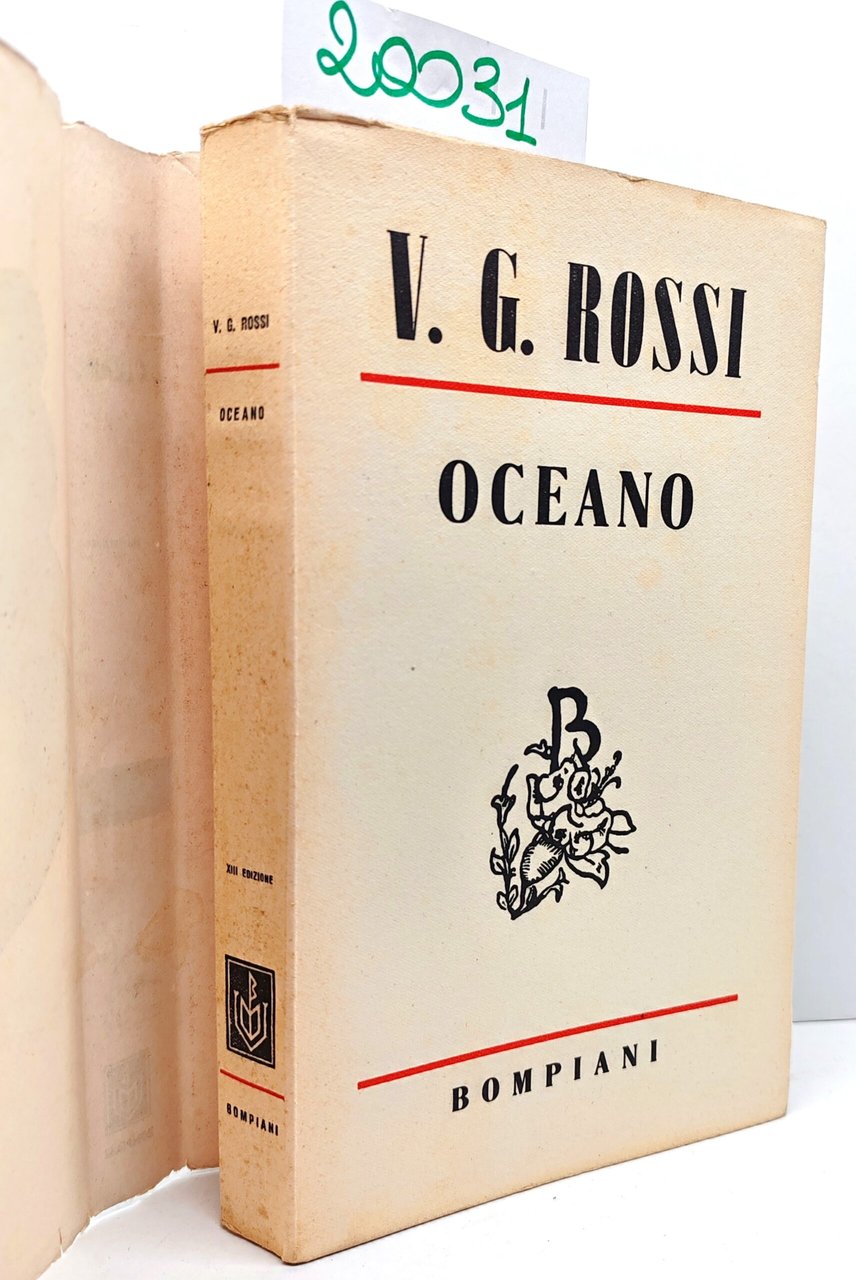 20031
V. G. ROSSI
OCEANO
B
BOMPIANI
V. G. ROSSI
OCEANO
XIII EDIZIONE
B
BOMPIANI